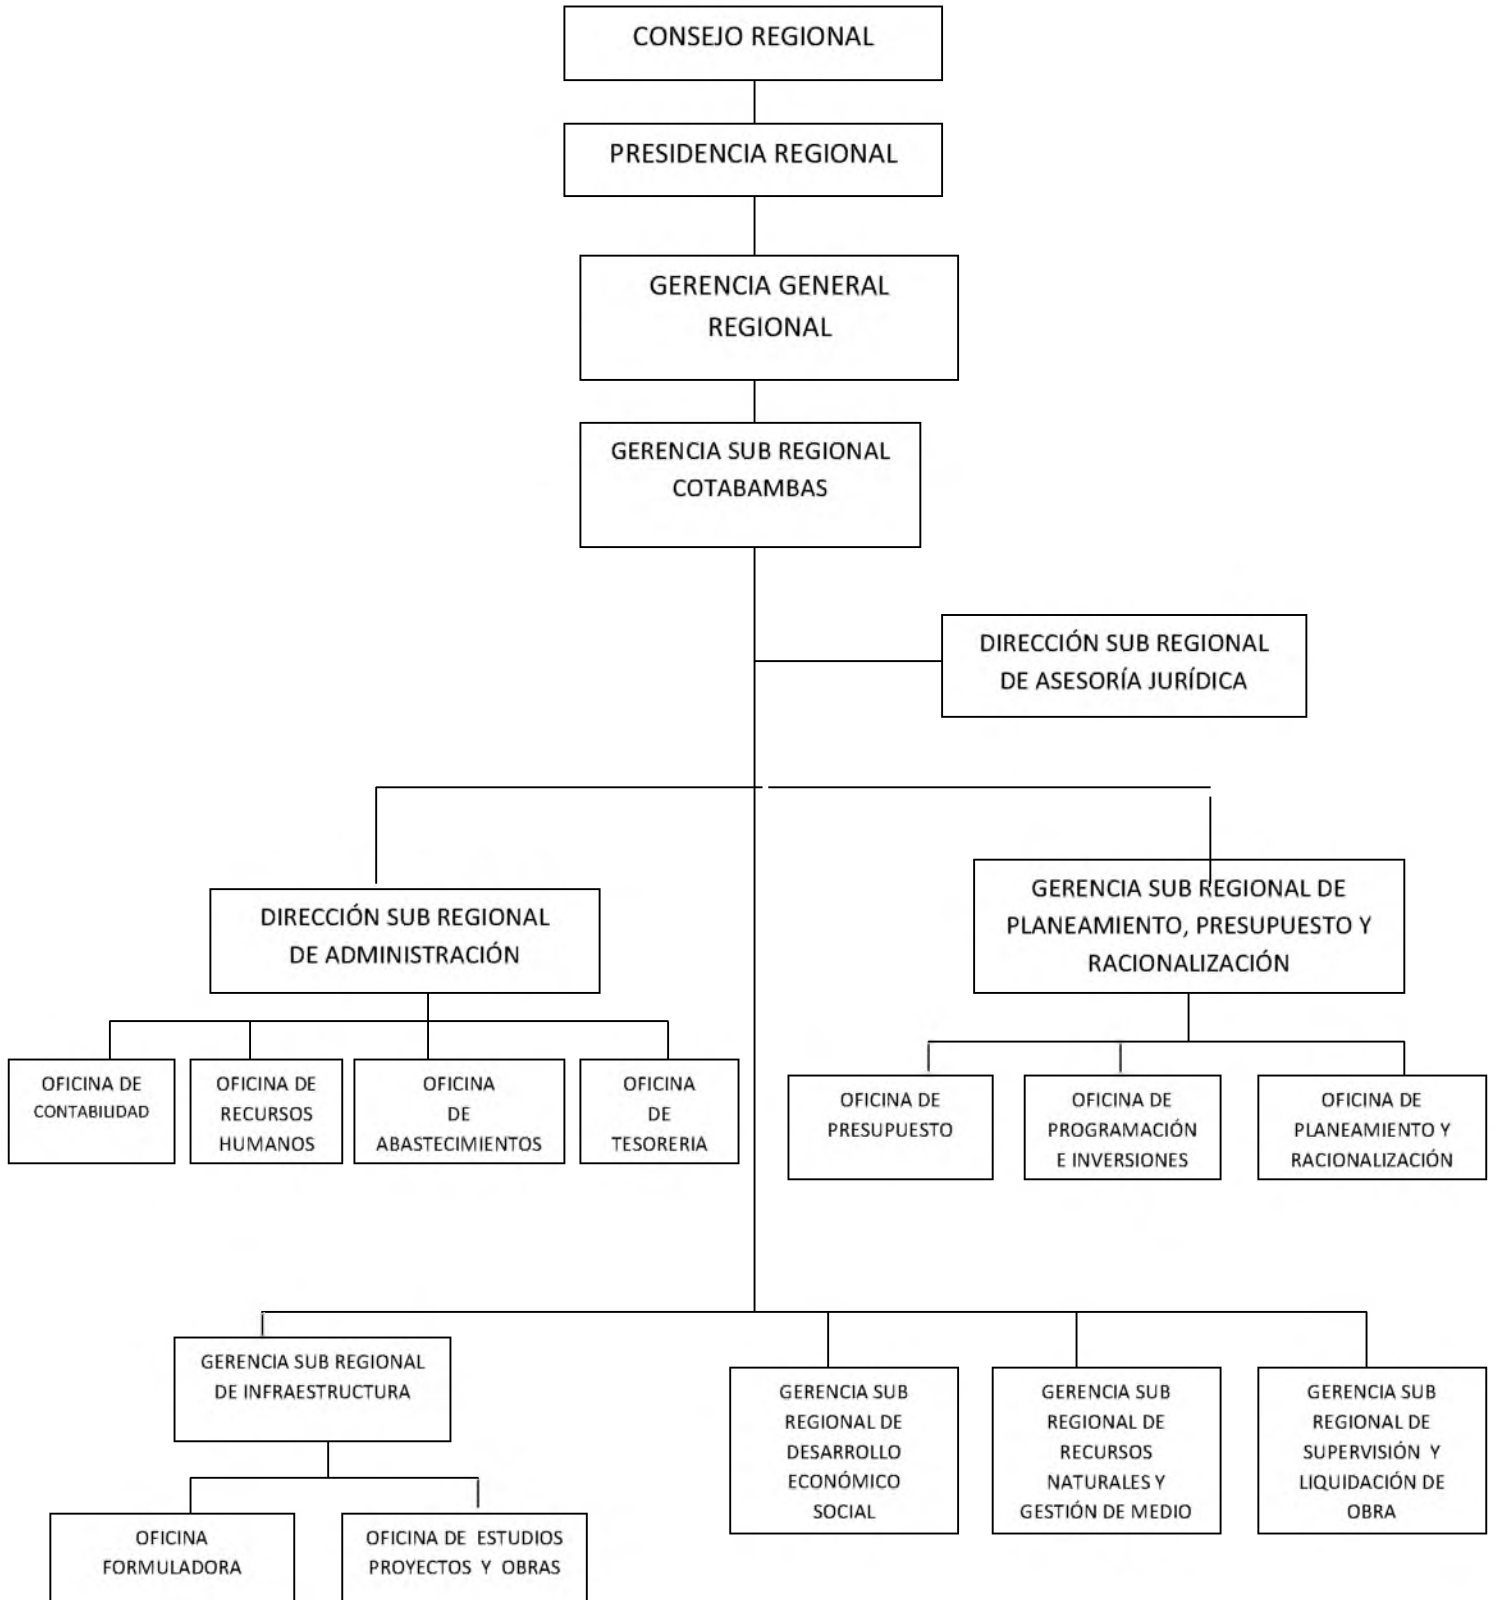 CONSEJO REGIONAL
PRESIDENCIA REGIONAL
GERENCIA GENERAL
REGIONAL
GERENCIA SUB REGIONAL
COTABAMBAS
DIRECCIÓN SUB REGIONAL
DE ASESORÍA JURÍDICA
DIRECCIÓN SUB REGIONAL
DE ADMINISTRACIÓN
GERENCIA SUB REGIONAL DE
PLANEAMIENTO, PRESUPUESTO Y
RACIONALIZACIÓN
OFICINA DE
CONTABILIDAD
OFICINA DE
RECURSOS
HUMANOS
OFICINA
DE
ABASTECIMIENTOS
OFICINA
DE
TESORERIA
OFICINA DE
PRESUPUESTO
OFICINA DE
PROGRAMACIÓN
E INVERSIONES
OFICINA DE
PLANEAMIENTO Y
RACIONALIZACIÓN
GERENCIA SUB REGIONAL
DE INFRAESTRUCTURA
GERENCIA SUB
REGIONAL DE
DESARROLLO
ECONÓMICO
SOCIAL
GERENCIA SUB
REGIONAL DE
RECURSOS
NATURALES Y
GESTIÓN DE MEDIO
GERENCIA SUB
REGIONAL DE
SUPERVISIÓN Y
LIQUIDACIÓN DE
OBRA
OFICINA
FORMULADORA
OFICINA DE ESTUDIOS
PROYECTOS Y OBRAS